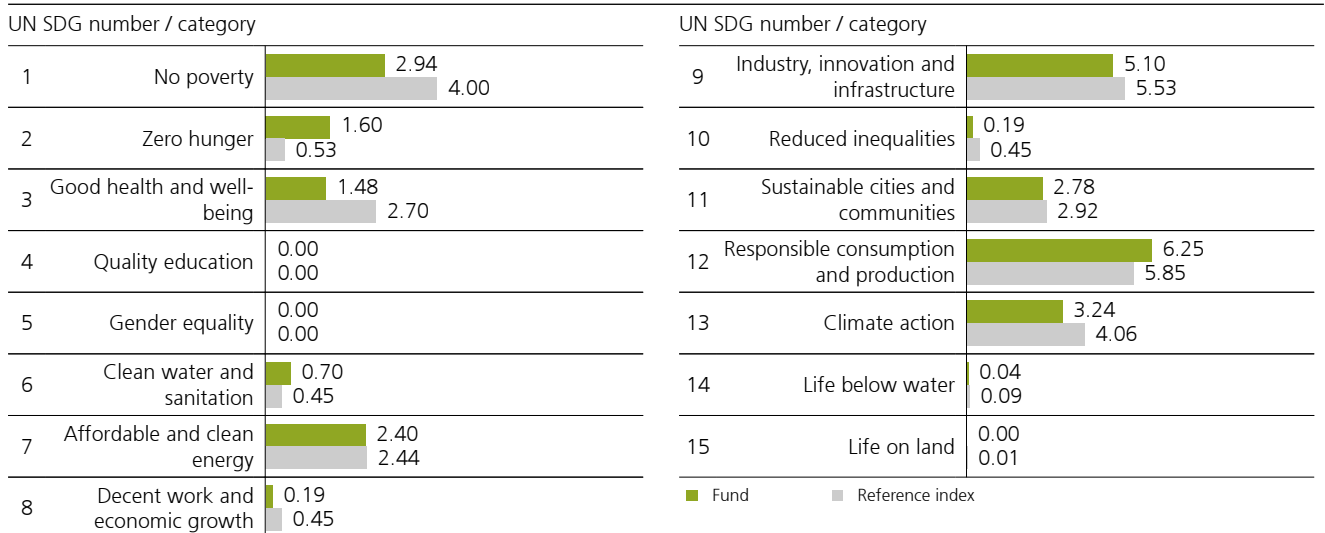 UN SDG number / category
1 No poverty 2.94
4.00
2 Zero hunger 1.60
0.53
3 Good health and well-
being 1.48
2.70
4 Quality education 0.00
0.00
5 Gender equality 0.00
0.00
6 Clean water and
sanitation 0.70
0.45
7 Affordable and clean
energy 2.40
2.44
8 Decent work and
economic growth 0.19
0.45
UN SDG number / category
9 Industry, innovation and
infrastructure 5.10
5.53
10 Reduced inequalities 0.19
0.45
11 Sustainable cities and
communities 2.78
2.92
12 Responsible consumption
and production 6.25
5.85
13 Climate action 3.24
4.06
14 Life below water 0.04
0.09
15 Life on land 0.00
0.01
Fund Reference index